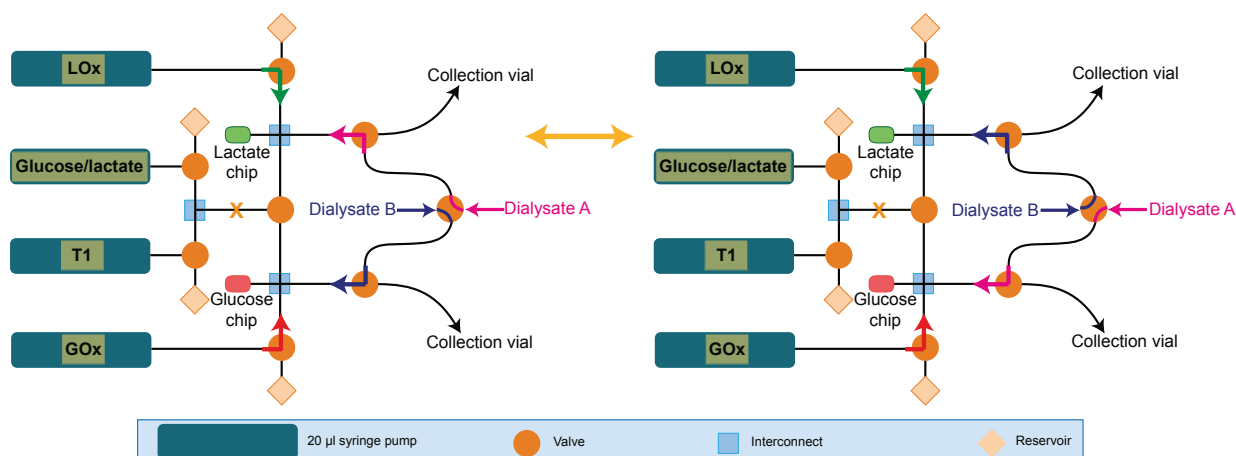 LOx
Collection vial
Lactate
chip
Glucose/lactate
X
Dialysate B
Dialysate A
T1
Glucose
chip
GOx
Collection vial
LOx
Collection vial
Lactate
chip
Glucose/lactate
X
Dialysate B
Dialysate A
T1
Glucose
chip
GOx
Collection vial
20 µl syringe pump
Valve
Interconnect
Reservoir